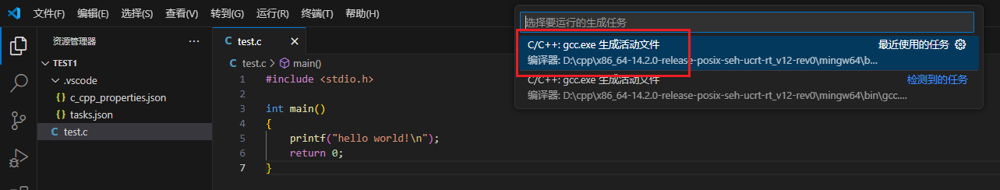 文件(F) 编辑(E) 选择(S) 查看(V) 转到(G) 运行(R) 终端(T) 帮助(H)
选择要运行的生成任务
C/C++: gcc.exe 生成活动文件 最近使用的任务
编译器: D:\cpp\x86_64-14.2.0-release-posix-seh-ucrt-rt_v12-rev0\mingw64\b...
C/C++: gcc.exe 生成活动文件 检测到的任务
编译器: D:\cpp\x86_64-14.2.0-release-posix-seh-ucrt-rt_v12-rev0\mingw64\bin\gcc....
资源管理器 ...
TEST1
.vscode
{} c_cpp_properties.json
{} tasks.json
C test.c
C test.c ×
C test.c > main()
1 #include <stdio.h>
2
3 int main()
4 {
5 printf("hello world!\n");
6 return 0;
7 }